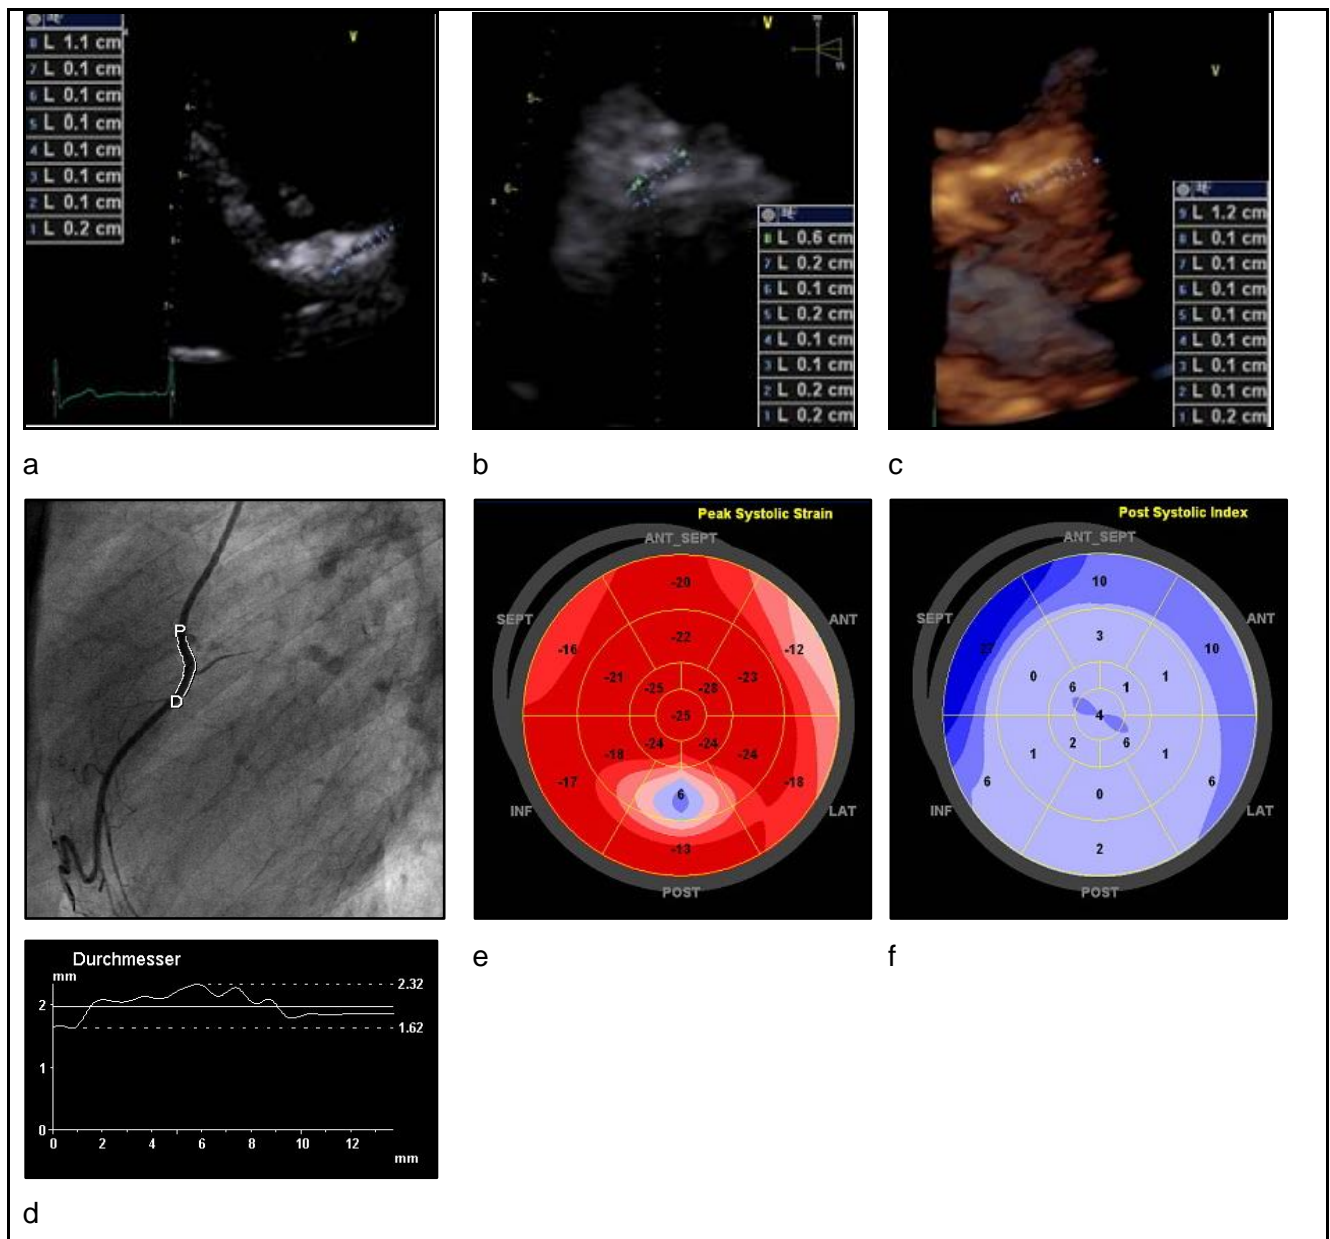 8 L 1.1 cm
7 L 0.1 cm
6 L 0.1 cm
5 L 0.1 cm
4 L 0.1 cm
3 L 0.1 cm
2 L 0.1 cm
1 L 0.2 cm
V
a
V
5
6
7
8 L 0.6 cm
7 L 0.2 cm
6 L 0.1 cm
5 L 0.2 cm
4 L 0.1 cm
3 L 0.1 cm
2 L 0.2 cm
1 L 0.2 cm
b
V
9 L 1.2 cm
8 L 0.1 cm
7 L 0.1 cm
6 L 0.1 cm
5 L 0.1 cm
4 L 0.1 cm
3 L 0.1 cm
2 L 0.1 cm
1 L 0.2 cm
c
P
D
Durchmesser
mm
2.32
2
1.62
1
0
0 2 4 6 8 10 12
mm
d
Peak Systolic Strain
ANT_SEPT
-20
SEPT
ANT
-16
-22
-12
-21
-23
-25
-28
-25
-18
-24
-24
-24
-17
6
-18
INF
LAT
-13
POST
e
Post Systolic Index
ANT_SEPT
10
SEPT
ANT
3
10
0
6
1
1
4
1
2
6
1
6
0
6
INF
LAT
2
POST
f